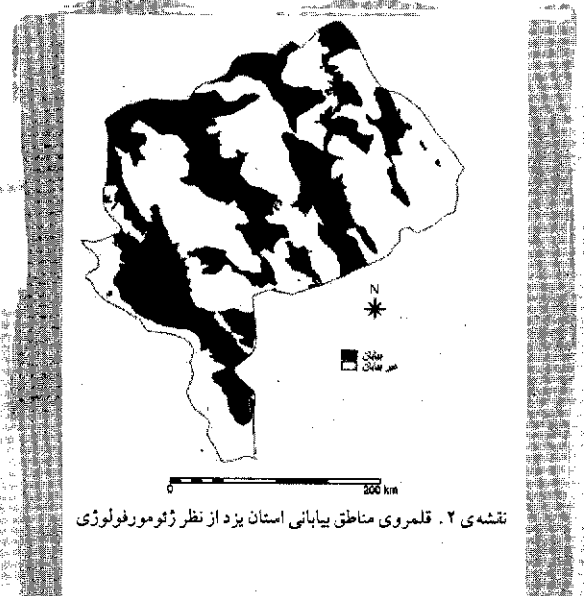 N
بیابان
غیر بیابان
0 200 km
نقشه‌ی ۲. قلمروی مناطق بیابانی استان یزد از نظر ژئومورفولوژی